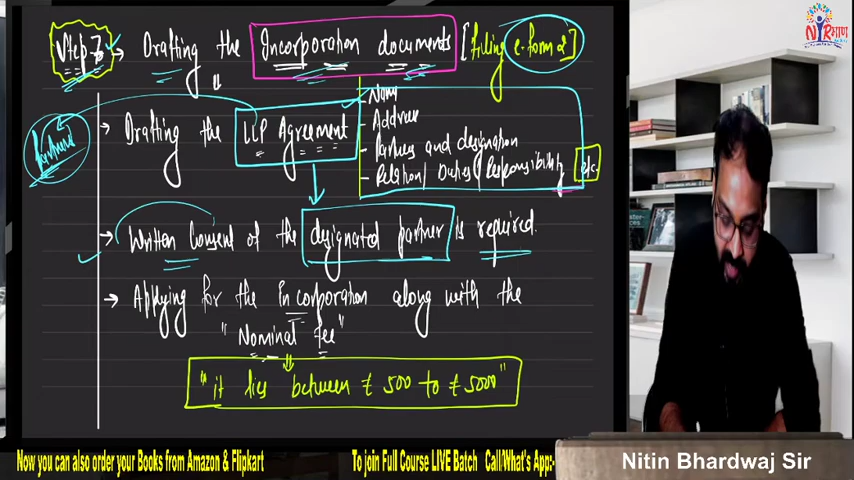 Step 3 → Drafting the Incorporation documents [filing e-form 2]
NIRमाण
→ Drafting the LLP Agreement
- Name
- Address
- Partners and designation
- Relation/ Duties/ Responsibility etc.
→ Written Consent of the designated partner is required.
→ Applying for the Incorporation along with the
"Nominal fee"
"it lies between ₹ 500 to ₹ 5000"
Now you can also order your Books from Amazon & Flipkart
To join Full Course LIVE Batch Call/What's App:-
Nitin Bhardwaj Sir